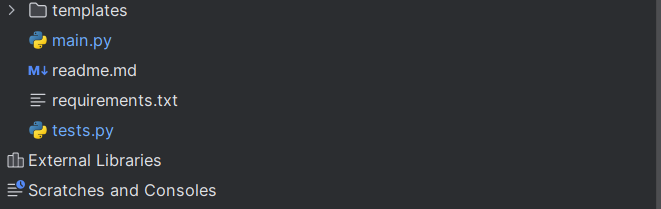 templates
main.py
M↓ readme.md
requirements.txt
tests.py
External Libraries
Scratches and Consoles